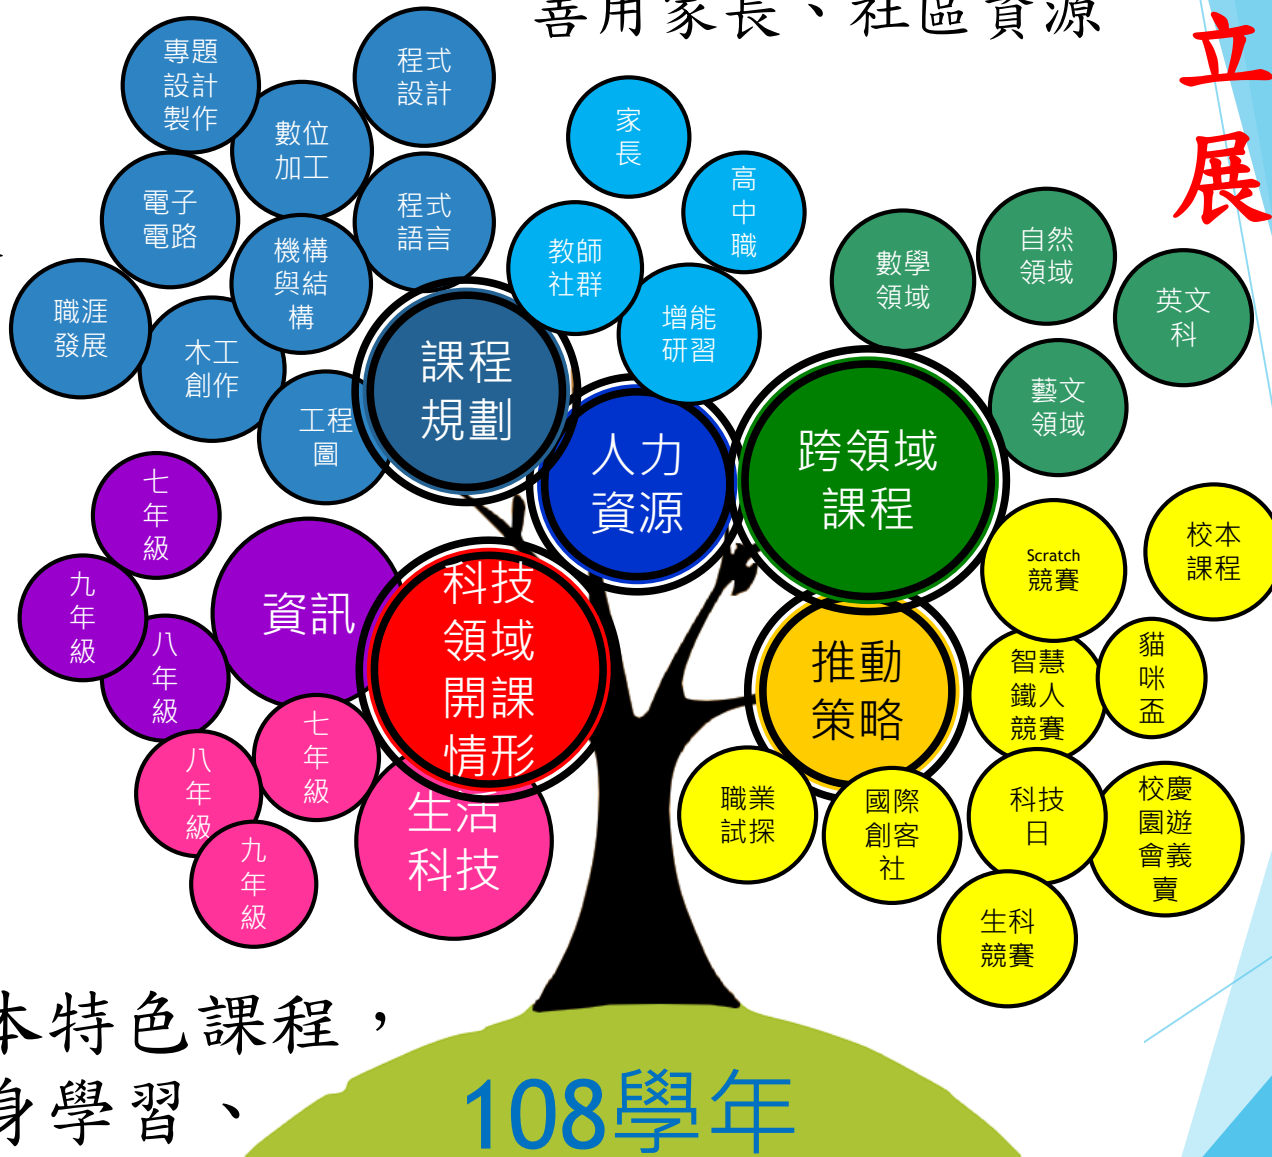 善用家長、社區資源
立
展
專題
設計
製作
程式
設計
數位
加工
電子
電路
程式
語言
機構
與結
構
職涯
發展
木工
創作
工程
圖
課程
規劃
家
長
高
中
職
教師
社群
增能
研習
人力
資源
數學
領域
自然
領域
英文
科
藝文
領域
跨領域
課程
七
年
級
九
年
級
八
年
級
資訊
科技
領域
開課
情形
七
年
級
八
年
級
九
年
級
生活
科技
推動
策略
Scratch
競賽
校本
課程
智慧
鐵人
競賽
貓
咪
盃
職業
試探
國際
創客
社
科技
日
校慶
園遊
會義
賣
生科
競賽
本特色課程，
身學習、
108學年